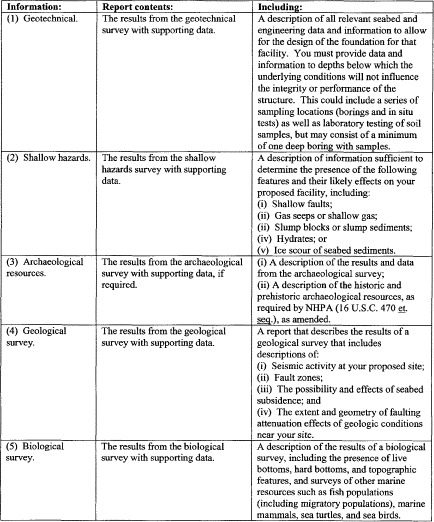 Information:
Report contents:
Including:
(1) Geotechnical.
The results from the geotechnical
survey with supporting data.
A description of all relevant seabed and
engineering data and information to allow
for the design of the foundation for that
facility. You must provide data and
information to depths below which the
underlying conditions will not influence
the integrity or performance of the
structure. This could include a series of
sampling locations (borings and in situ
tests) as well as laboratory testing of soil
samples, but may consist of a minimum
of one deep boring with samples.
(2) Shallow hazards.
The results from the shallow
hazards survey with supporting
data.
A description of information sufficient to
determine the presence of the following
features and their likely effects on your
proposed facility, including:
(i) Shallow faults;
(ii) Gas seeps or shallow gas;
(ii) Slump blocks or slump sediments;
(iv) Hydrates; or
(v) Ice scour of seabed sediments.
(3) Archaeological
resources.
The results from the archaeological
survey with supporting data, if
required.
(i) A description of the results and data
from the archaeological survey;
(ii) A description of the historic and
prehistoric archaeological resources, as
required by NHPA (16 U.S.C. 470 et.
seq.), as amended.
(4) Geological
survey.
The results from the geological
survey with supporting data.
A report that describes the results of a
geological survey that includes
descriptions of:
(i) Seismic activity at your proposed site;
(ii) Fault zones;
(iii) The possibility and effects of seabed
subsidence; and
(iv) The extent and geometry of faulting
attenuation effects of geologic conditions
near your site.
(5) Biological
survey.
The results from the biological
survey with supporting data.
A description of the results of a biological
survey, including the presence of live
bottoms, hard bottoms, and topographic
features, and surveys of other marine
resources such as fish populations
(including migratory populations), marine
mammals, sea turtles, and sea birds.